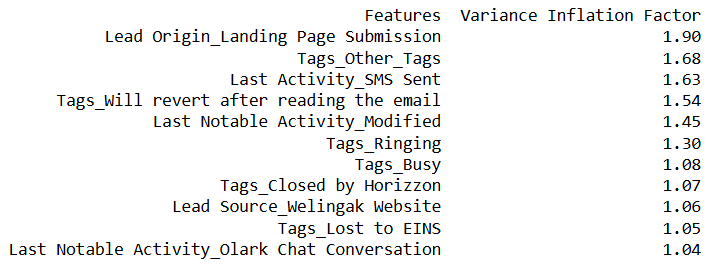 Features Variance Inflation Factor
Lead Origin_Landing Page Submission 1.90
Tags_Other_Tags 1.68
Last Activity_SMS Sent 1.63
Tags_Will revert after reading the email 1.54
Last Notable Activity_Modified 1.45
Tags_Ringing 1.30
Tags_Busy 1.08
Tags_Closed by Horizzon 1.07
Lead Source_Welingak Website 1.06
Tags_Lost to EINS 1.05
Last Notable Activity_Olark Chat Conversation 1.04